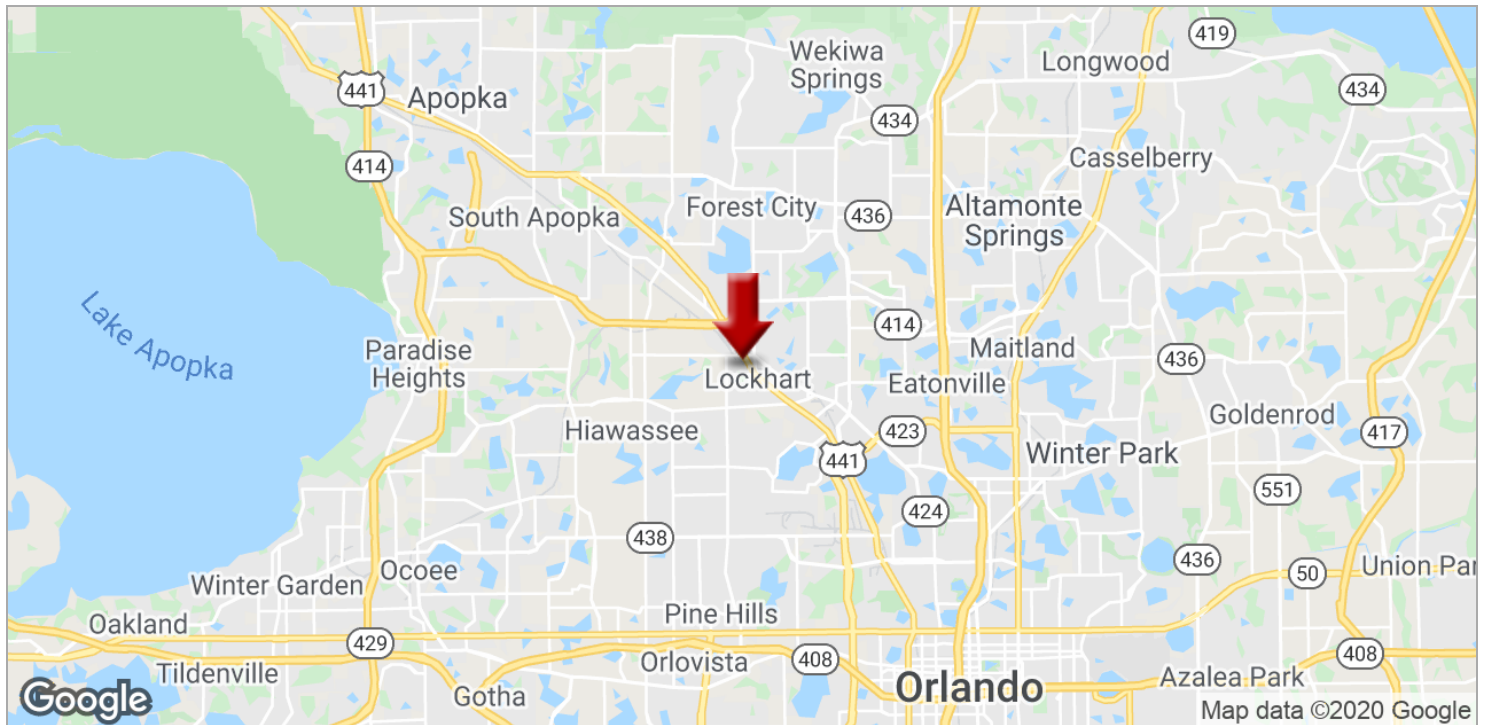 419
Wekiwa
Springs
Longwood
441
Apopka
434
434
414
Casselberry
South Apopka
Forest City
436
Altamonte
Springs
Lake Apopka
414
Paradise
Heights
Maitland
436
Lockhart
Eatonville
Goldenrod
Hiawassee
423
417
441
Winter Park
551
424
438
436
Ocoee
50
Union Par
Winter Garden
Pine Hills
Oakland
429
Orlovista
408
408
Tildenville
Azalea Park
Gotha
Orlando
Google
Map data ©2020 Google